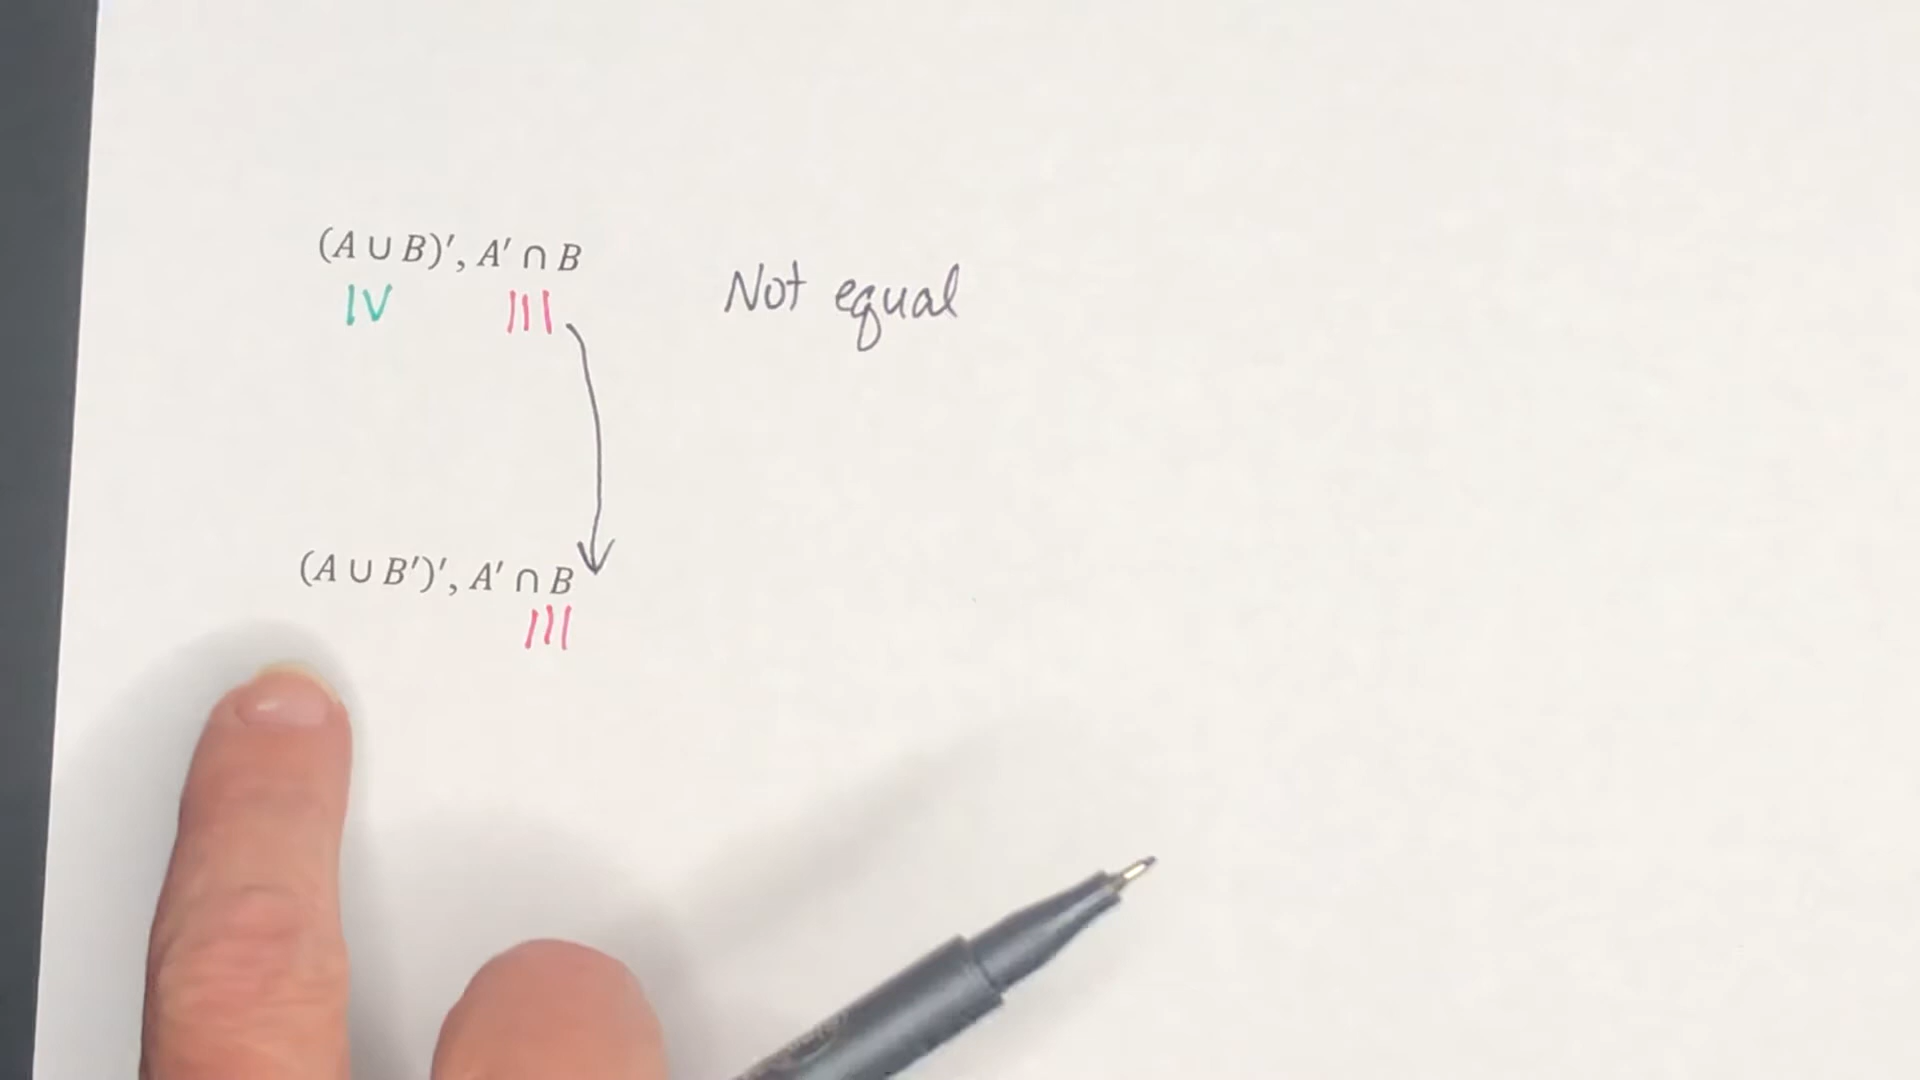 (A ∪ B)′, A′ ∩ B
IV III
Not equal
(A ∪ B′)′, A′ ∩ B
III